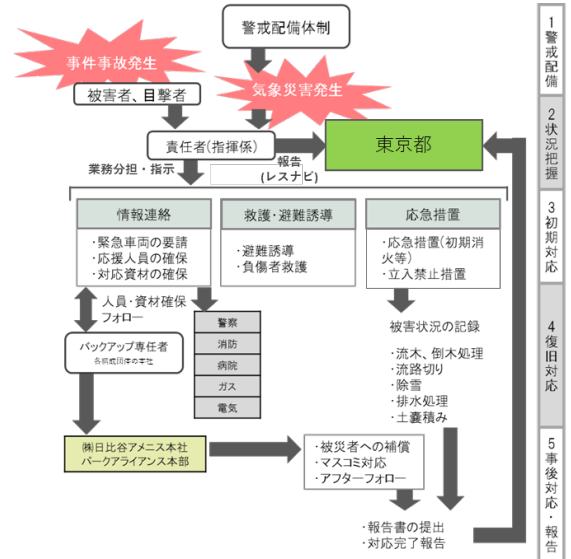 警戒配備体制
事件事故発生
被害者、目撃者
気象災害発生
責任者(指揮係)
東京都
業務分担・指示
報告
(レスナビ)
情報連絡
・緊急車両の要請
・応援人員の確保
・対応資材の確保
救護・避難誘導
・避難誘導
・負傷者救護
応急措置
・応急措置(初期消
火等)
・立入禁止措置
人員・資材確保
フォロー
バックアップ専任者
各構成団体の本社
警察
消防
病院
ガス
電気
被害状況の記録
・流木、倒木処理
・流路切り
・除雪
・排水処理
・土嚢積み
㈱日比谷アメニス本社
パークアライアンス本部
・被災者への補償
・マスコミ対応
・アフターフォロー
・報告書の提出
・対応完了報告
1警戒配備
2状況把握
3初期対応
4復旧対応
5事後対応・報告